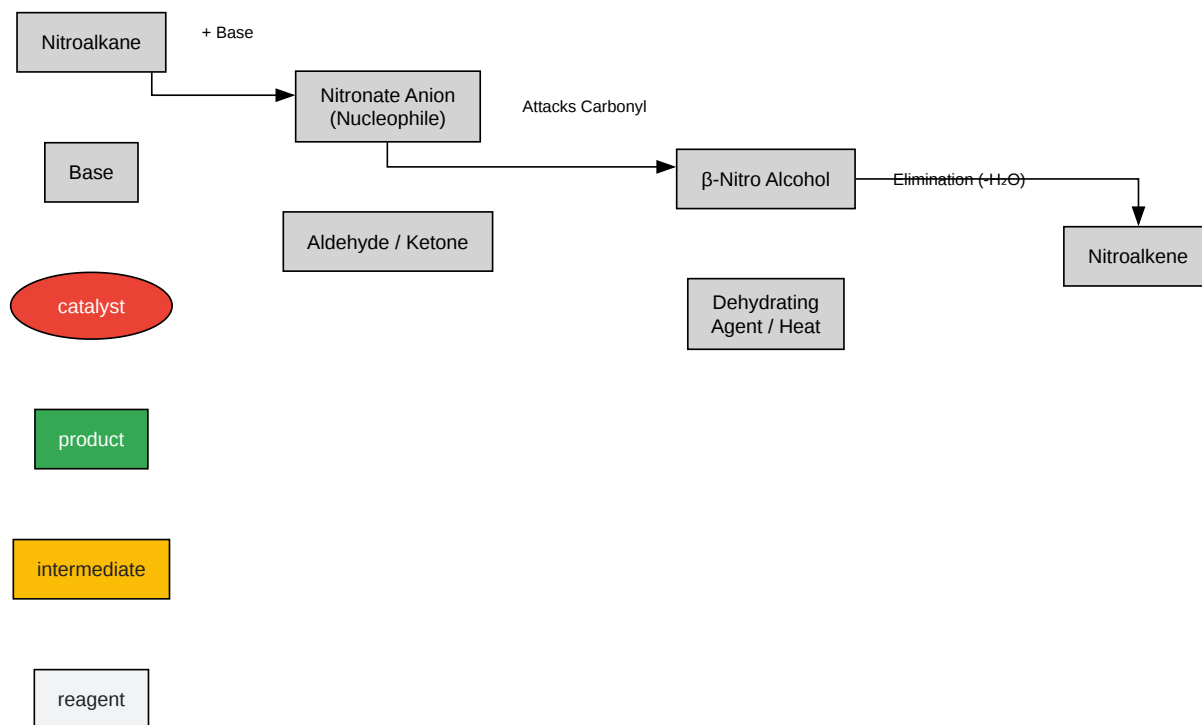 Nitroalkane
+ Base
Nitronate Anion
(Nucleophile)
Attacks Carbonyl
Base
β-Nitro Alcohol
Elimination (-H₂O)
Aldehyde / Ketone
Nitroalkene
catalyst
Dehydrating
Agent / Heat
product
intermediate
reagent